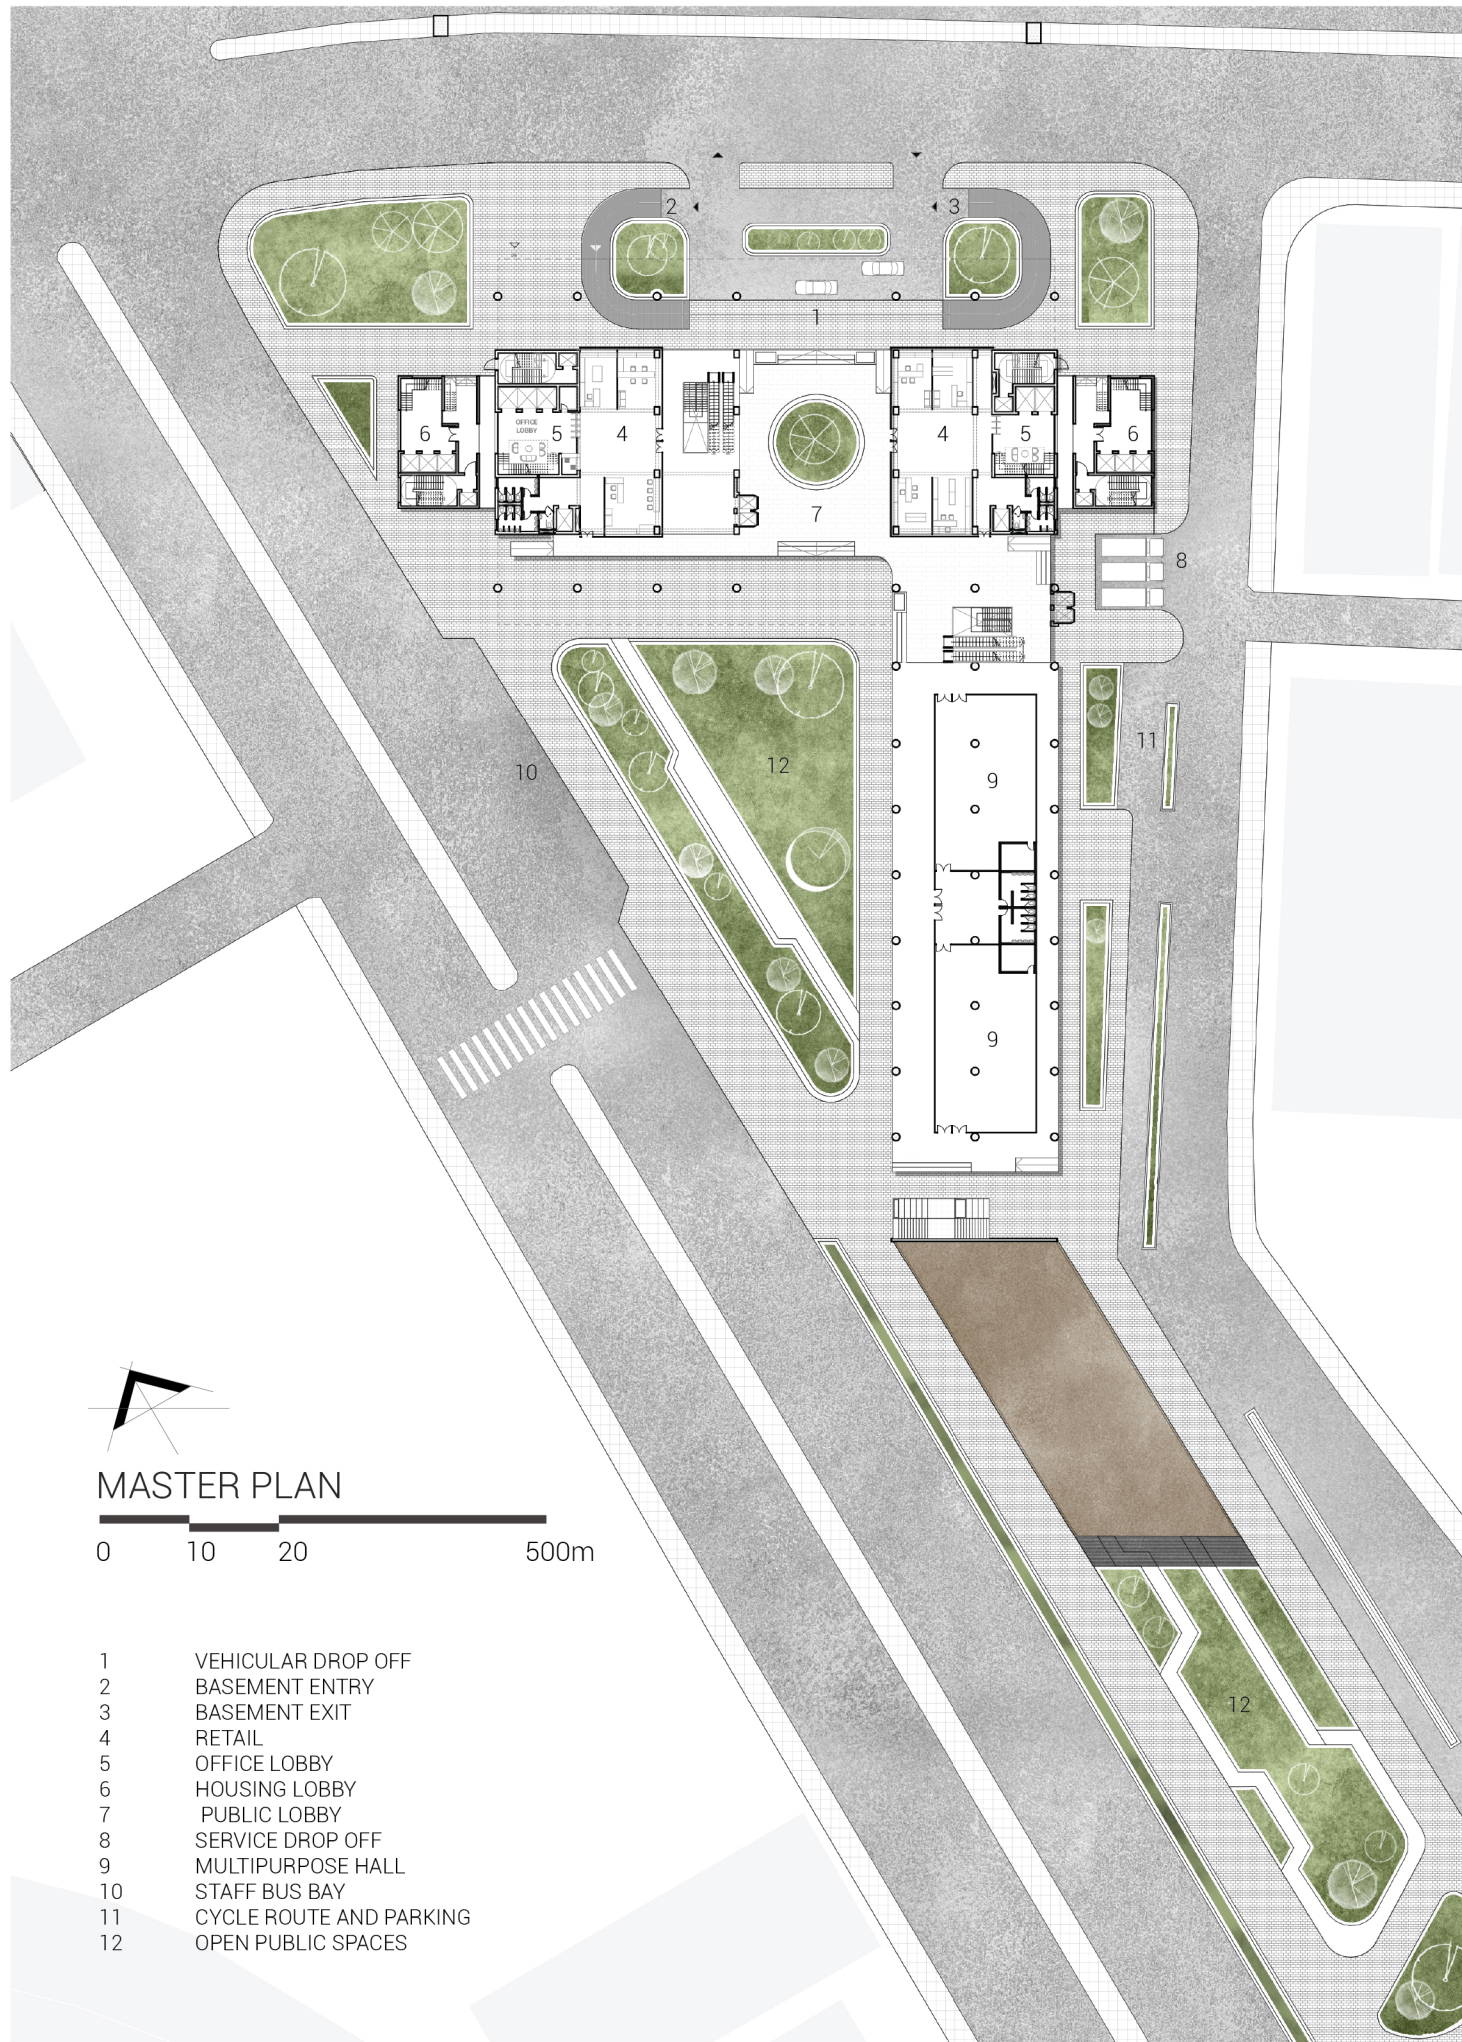 2
3
1
6
OFFICE
LOBBY
5
4
4
5
6
7
8
11
10
12
9
9
12
MASTER PLAN
0 10 20 500m
1 VEHICULAR DROP OFF
2 BASEMENT ENTRY
3 BASEMENT EXIT
4 RETAIL
5 OFFICE LOBBY
6 HOUSING LOBBY
7 PUBLIC LOBBY
8 SERVICE DROP OFF
9 MULTIPURPOSE HALL
10 STAFF BUS BAY
11 CYCLE ROUTE AND PARKING
12 OPEN PUBLIC SPACES